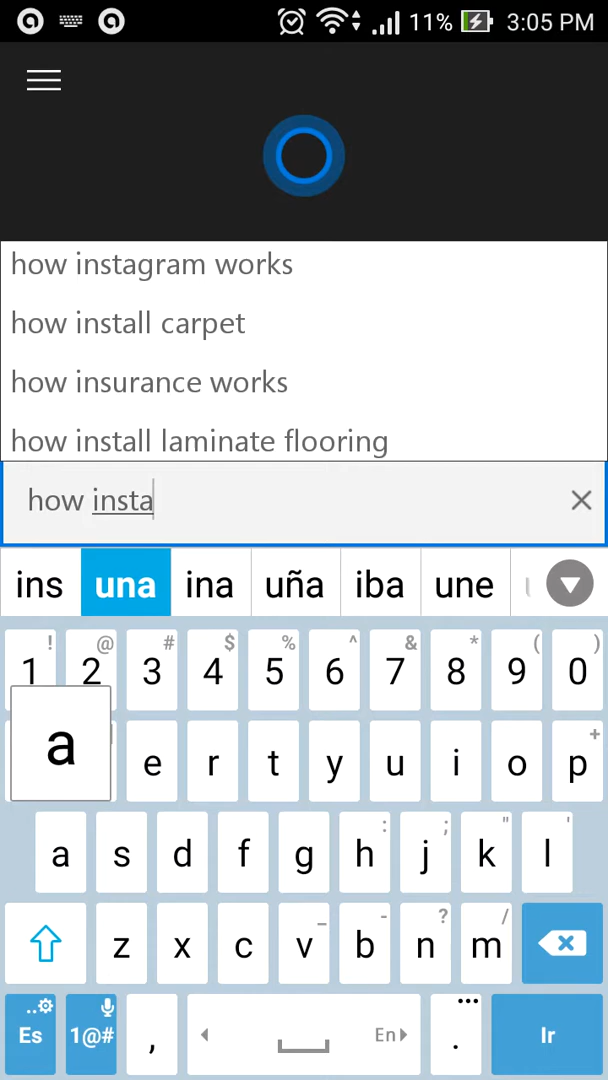 11% 3:05 PM
how instagram works
how install carpet
how insurance works
how install laminate flooring
how insta
ins una ina uña iba une
! @ # $ % ^ & * ( )
1 2 3 4 5 6 7 8 9 0
a e r t y u i o p +
a s d f g h : j ; k " l '
z x c v _ b - n ? m /
Es 1@# , En . Ir